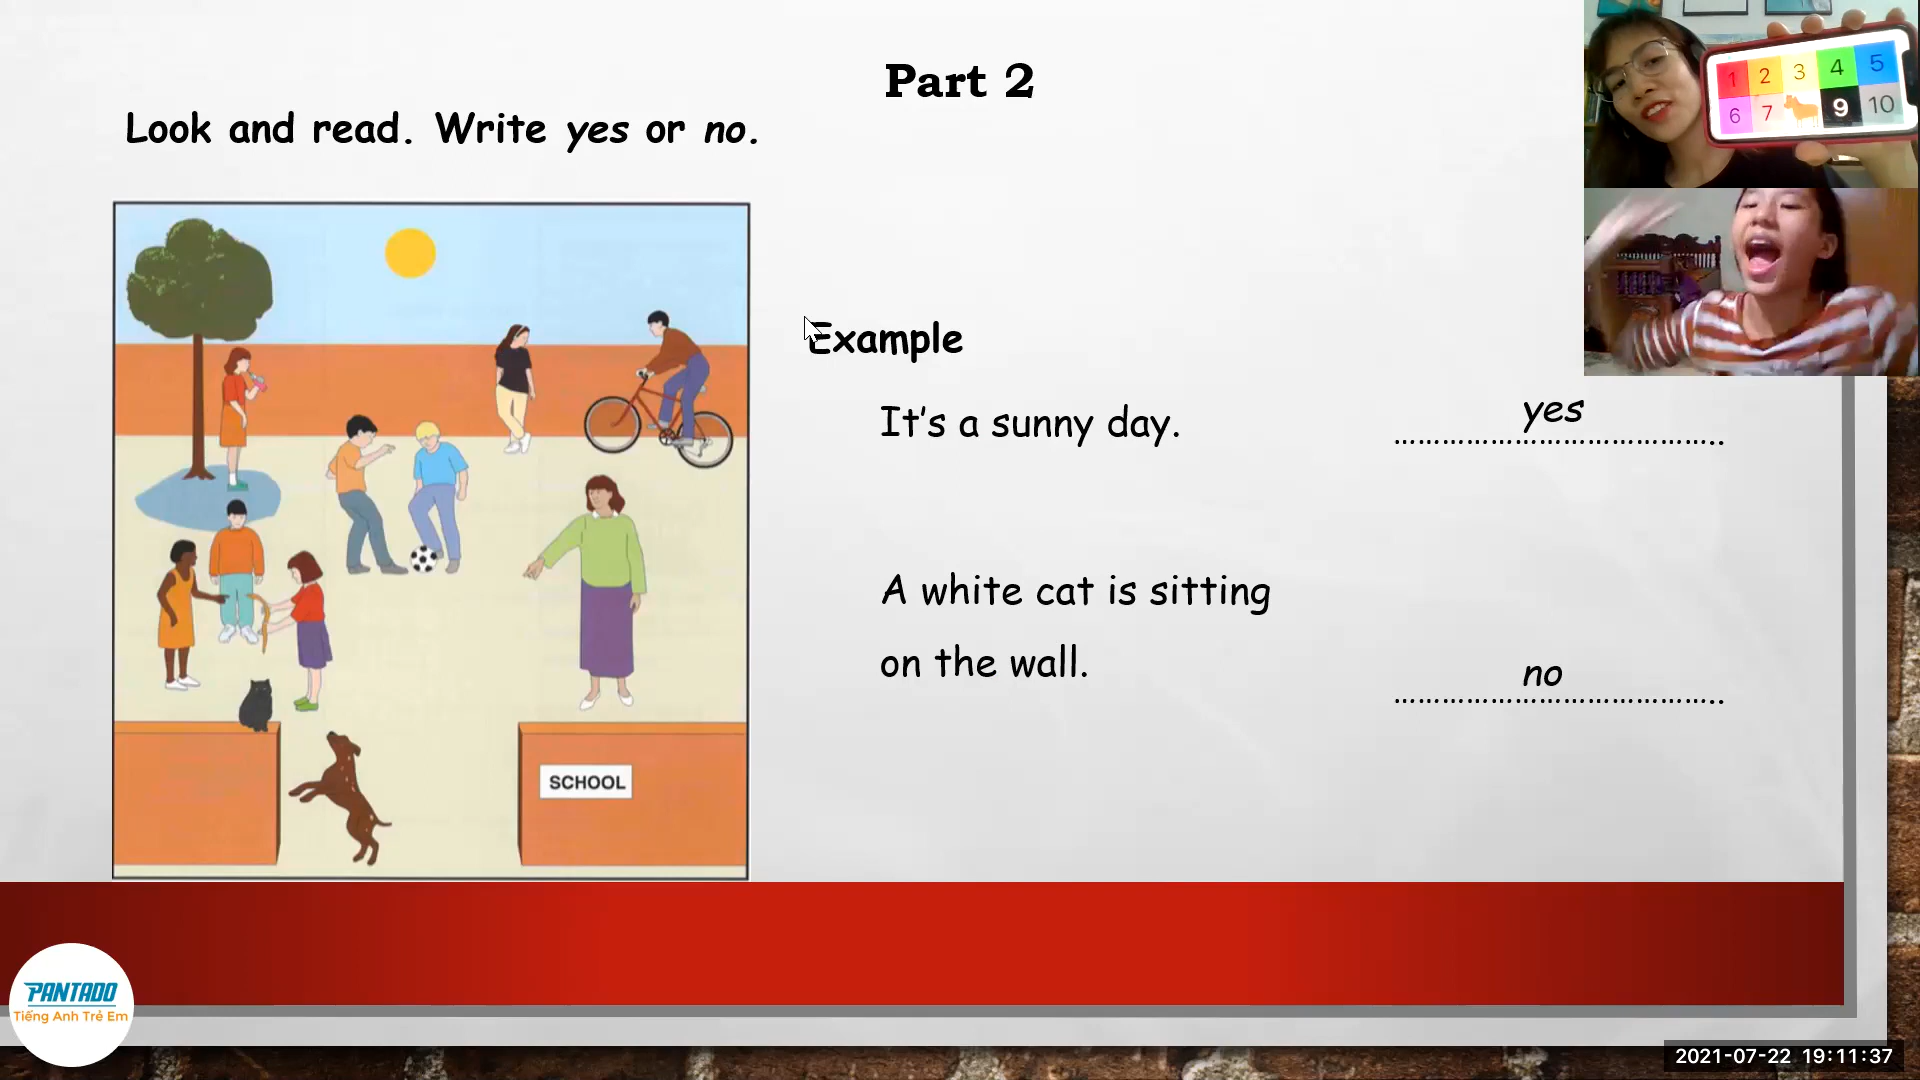 Part 2
Look and read. Write yes or no.
Example
It's a sunny day.
yes
........................................
A white cat is sitting
on the wall.
no
........................................
SCHOOL
1 2 3 4 5
6 7 9 10
PANTADO
Tiếng Anh Trẻ Em
2021-07-22 19:11:37